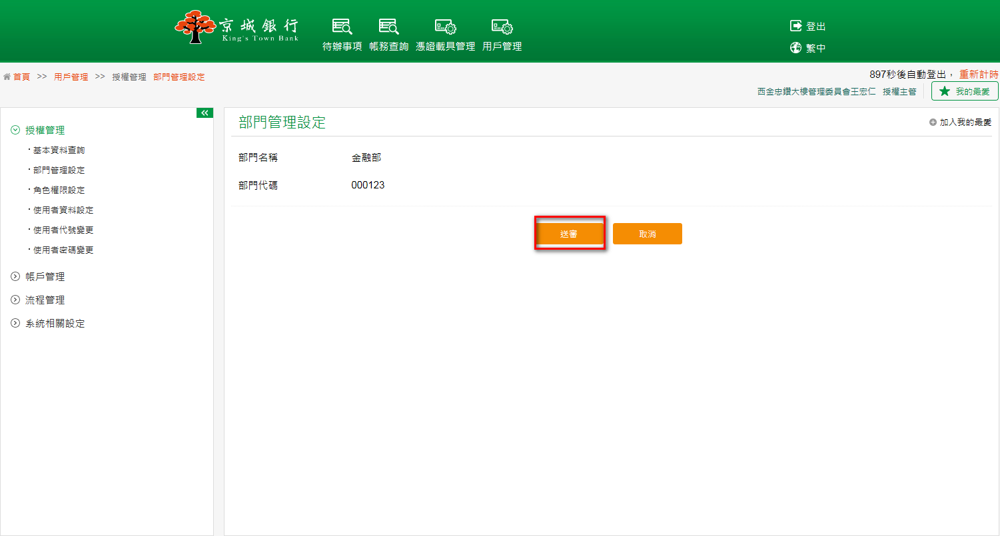 京城銀行
King's Town Bank
待辦事項 帳務查詢 憑證載具管理 用戶管理
登出
繁中
首頁 >> 用戶管理 >> 授權管理 部門管理設定
897秒後自動登出， 重新計時
西金忠鑽大樓管理委員會王宏仁 授權主管
我的最愛
授權管理
‧基本資料查詢
‧部門管理設定
‧角色權限設定
‧使用者資料設定
‧使用者代號變更
‧使用者密碼變更
帳戶管理
流程管理
系統相關設定
部門管理設定
加入我的最愛
部門名稱 金融部
部門代碼 000123
送審 取消